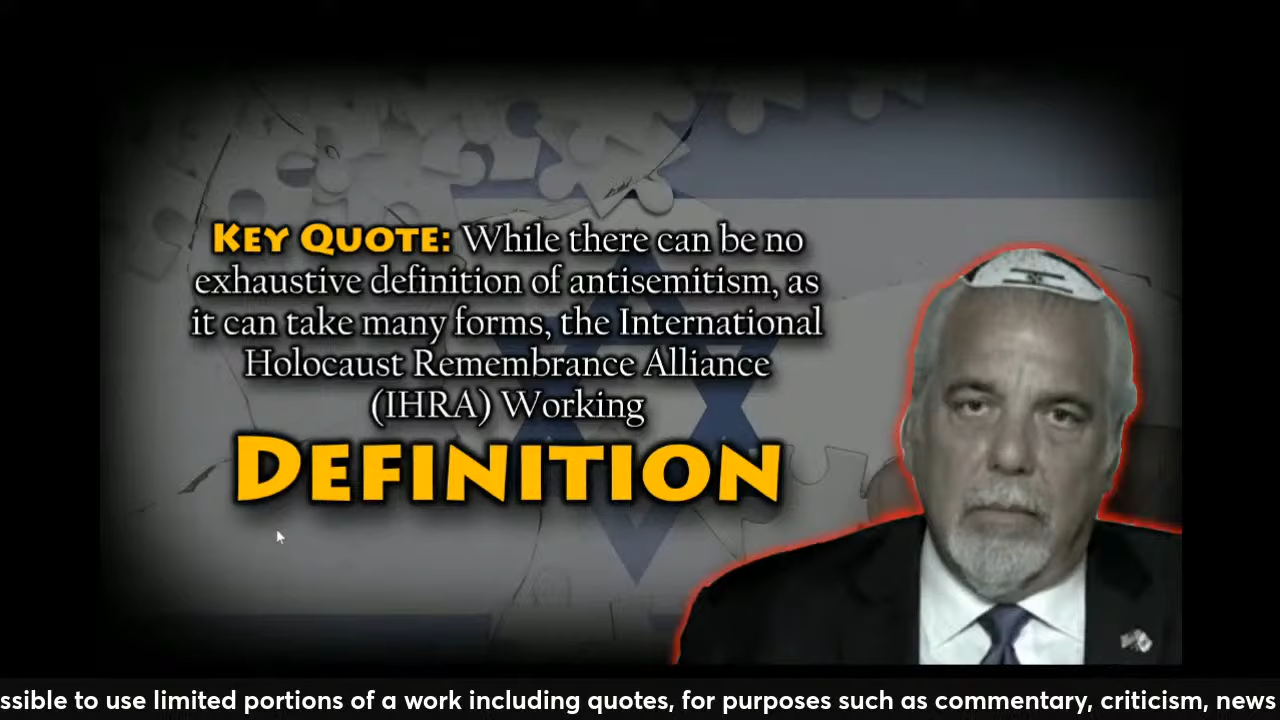 KEY QUOTE: While there can be no
exhaustive definition of antisemitism, as
it can take many forms, the International
Holocaust Remembrance Alliance
(IHRA) Working
DEFINITION
ssible to use limited portions of a work including quotes, for purposes such as commentary, criticism, news